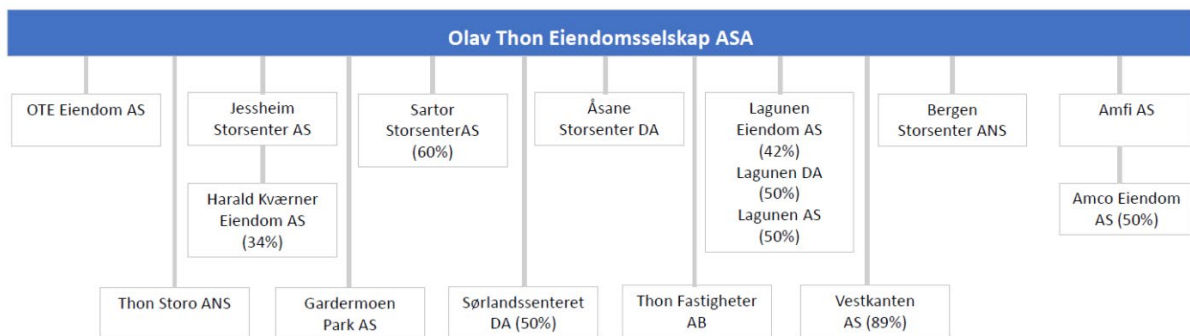 Olav Thon Eiendomsselskap ASA
OTE Eiendom AS
Jessheim
Storsenter AS
Sartor
StorsenterAS
(60%)
Åsane
Storsenter DA
Lagunen
Eiendom AS
(42%)
Lagunen DA
(50%)
Lagunen AS
(50%)
Bergen
Storsenter ANS
Amfi AS
Harald Kværner
Eiendom AS
(34%)
Amco Eiendom
AS (50%)
Thon Storo ANS
Gardermoen
Park AS
Sørlandssenteret
DA (50%)
Thon Fastigheter
AB
Vestkanten
AS (89%)